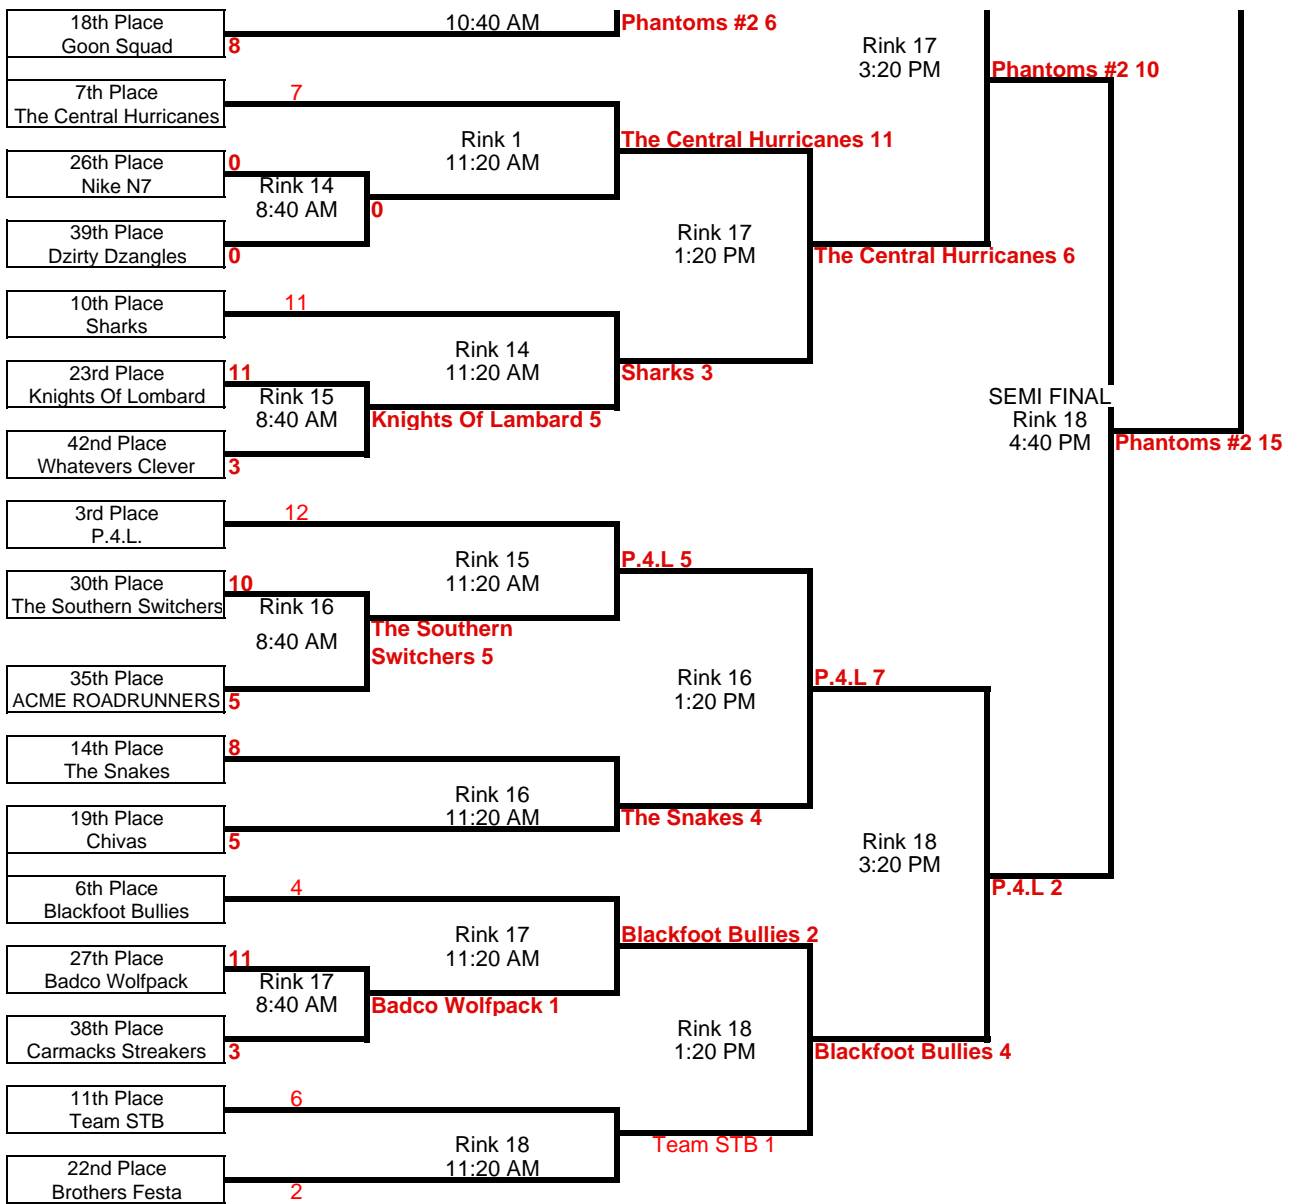 18th Place
Goon Squad
8
10:40 AM
Phantoms #2 6
Rink 17
3:20 PM
Phantoms #2 10
7th Place
The Central Hurricanes
7
Rink 1
11:20 AM
The Central Hurricanes 11
26th Place
Nike N7
0
Rink 14
8:40 AM
0
39th Place
Dzirty Dzangles
0
Rink 17
1:20 PM
The Central Hurricanes 6
10th Place
Sharks
11
Rink 14
11:20 AM
Sharks 3
23rd Place
Knights Of Lombard
11
Rink 15
8:40 AM
Knights Of Lambard 5
42nd Place
Whatevers Clever
3
SEMI FINAL
Rink 18
4:40 PM
Phantoms #2 15
3rd Place
P.4.L.
12
Rink 15
11:20 AM
P.4.L 5
30th Place
The Southern Switchers
10
Rink 16
8:40 AM
The Southern
Switchers 5
35th Place
ACME ROADRUNNERS
5
Rink 16
1:20 PM
P.4.L 7
14th Place
The Snakes
8
Rink 16
11:20 AM
The Snakes 4
19th Place
Chivas
5
Rink 18
3:20 PM
P.4.L 2
6th Place
Blackfoot Bullies
4
Rink 17
11:20 AM
Blackfoot Bullies 2
27th Place
Badco Wolfpack
11
Rink 17
8:40 AM
Badco Wolfpack 1
38th Place
Carmacks Streakers
3
Rink 18
1:20 PM
Blackfoot Bullies 4
11th Place
Team STB
6
Rink 18
11:20 AM
Team STB 1
22nd Place
Brothers Festa
2